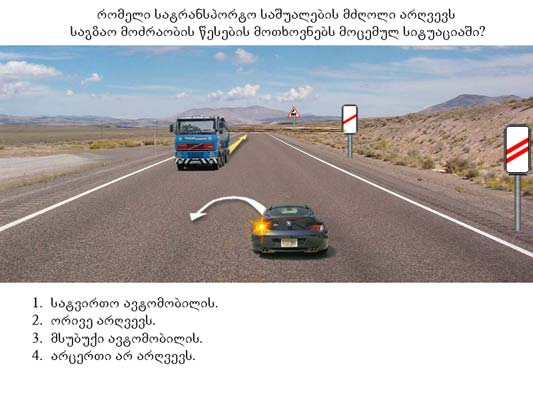 რომელი სატრანსპორტო საშუალების მძღოლი არღვევს
საგზაო მოძრაობის წესების მოთხოვნებს მოცემულ სიტუაციაში?
1. სატვირთო ავტომობილის.
2. ორივე არღვევს.
3. მსუბუქი ავტომობილის.
4. არცერთი არ არღვევს.